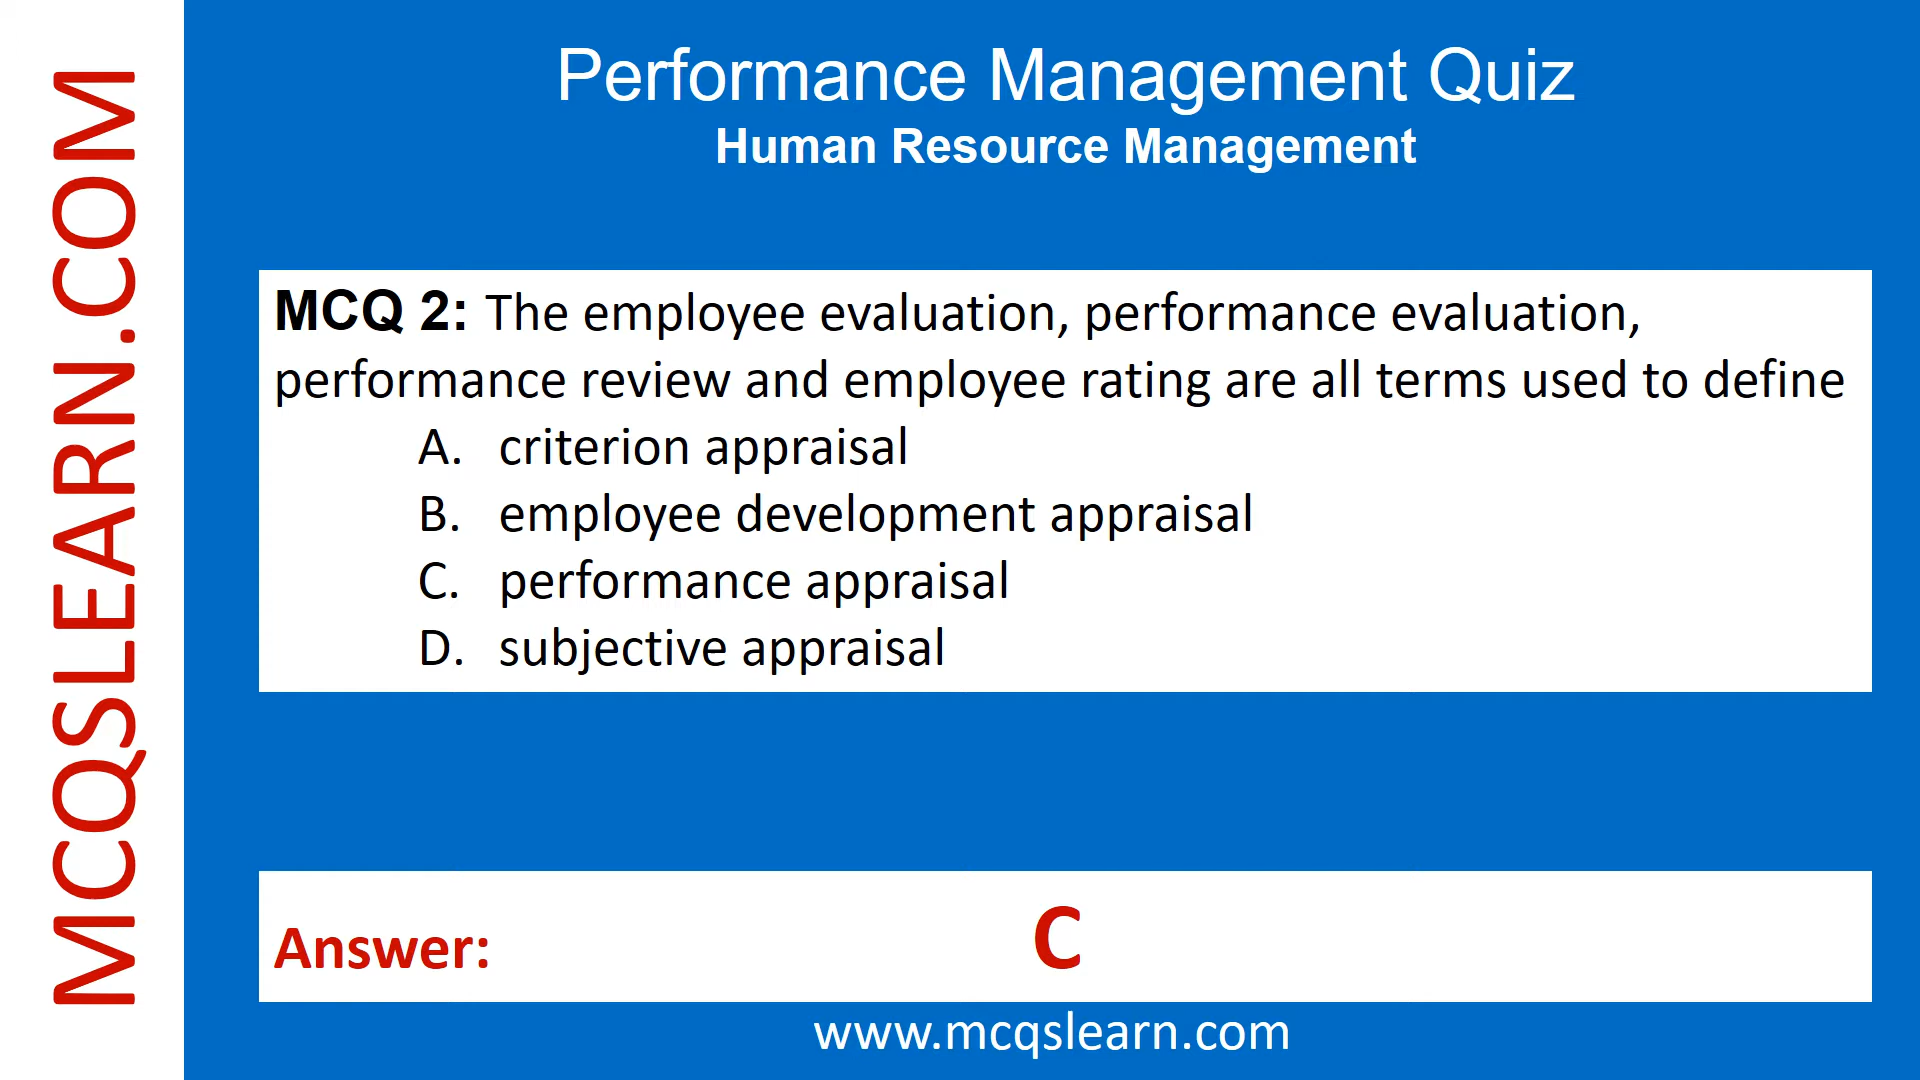 MCQSLEARN.COM
Performance Management Quiz
Human Resource Management
MCQ 2: The employee evaluation, performance evaluation,
performance review and employee rating are all terms used to define
A. criterion appraisal
B. employee development appraisal
C. performance appraisal
D. subjective appraisal
Answer: C
www.mcqslearn.com